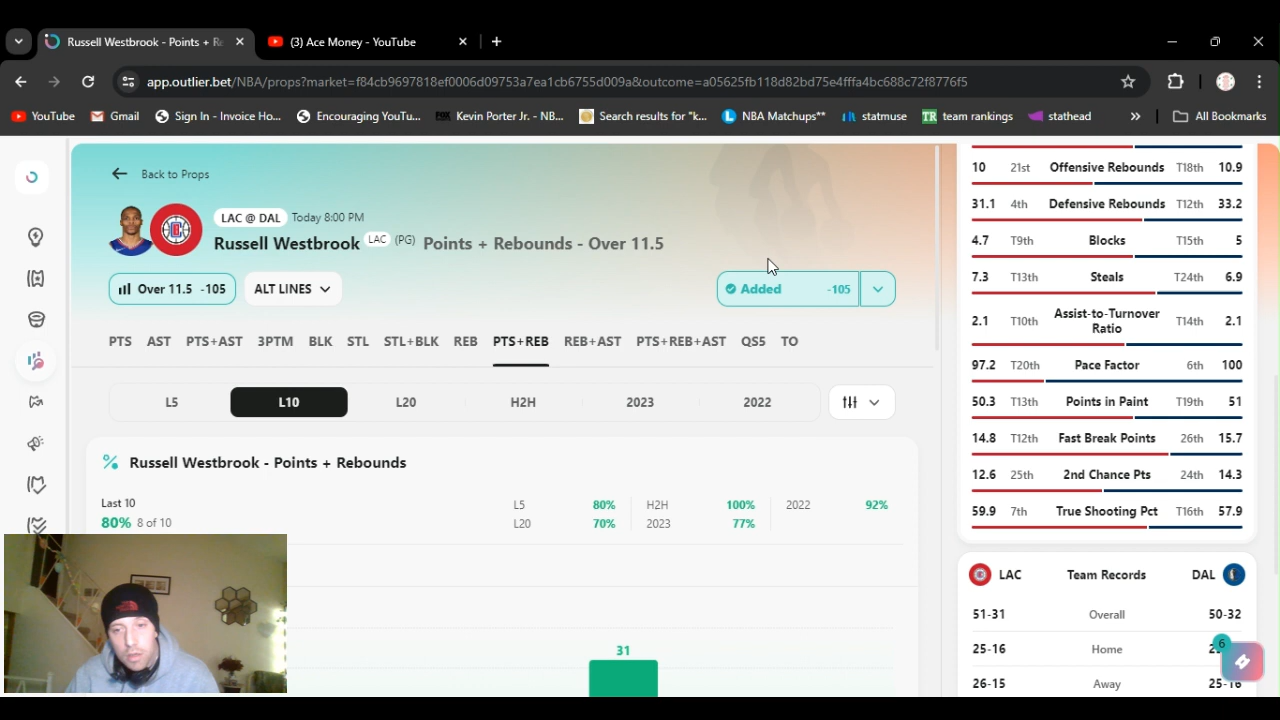 Russell Westbrook - Points + Re
(3) Ace Money - YouTube
app.outlier.bet/NBA/props?market=f84cb9697818ef0006d09753a7ea1cb6755d009a&outcome=a05625fb118d82bd75e4fffa4bc688c72f8776f5
YouTube
Gmail
Sign In - Invoice Ho...
Encouraging YouTu...
Kevin Porter Jr. - NB...
Search results for "k...
NBA Matchups**
statmuse
TR team rankings
stathead
All Bookmarks
Back to Props
LAC @ DAL Today 8:00 PM
Russell Westbrook LAC (PG) Points + Rebounds - Over 11.5
Over 11.5 -105 ALT LINES
Added -105
PTS AST PTS+AST 3PTM BLK STL STL+BLK REB PTS+REB REB+AST PTS+REB+AST QS5 TO
L5 L10 L20 H2H 2023 2022
Russell Westbrook - Points + Rebounds
Last 10
80% 8 of 10
L5 80% H2H 100% 2022 92%
L20 70% 2023 77%
31
10 21st Offensive Rebounds T18th 10.9
31.1 4th Defensive Rebounds T12th 33.2
4.7 T9th Blocks T15th 5
7.3 T13th Steals T24th 6.9
2.1 T10th Assist-to-Turnover Ratio T14th 2.1
97.2 T20th Pace Factor 6th 100
50.3 T13th Points in Paint T19th 51
14.8 T12th Fast Break Points 26th 15.7
12.6 25th 2nd Chance Pts 24th 14.3
59.9 7th True Shooting Pct T16th 57.9
LAC Team Records DAL
51-31 Overall 50-32
25-16 Home
6
26-15 Away 25-16